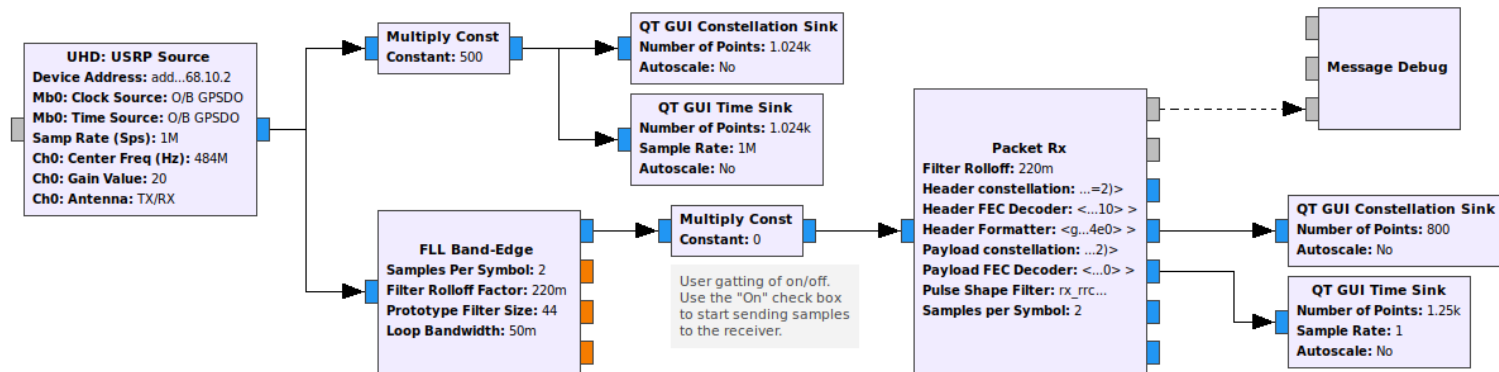 UHD: USRP Source
Device Address: add...68.10.2
Mb0: Clock Source: O/B GPSDO
Mb0: Time Source: O/B GPSDO
Samp Rate (Sps): 1M
Ch0: Center Freq (Hz): 484M
Ch0: Gain Value: 20
Ch0: Antenna: TX/RX
Multiply Const
Constant: 500
QT GUI Constellation Sink
Number of Points: 1.024k
Autoscale: No
QT GUI Time Sink
Number of Points: 1.024k
Sample Rate: 1M
Autoscale: No
FLL Band-Edge
Samples Per Symbol: 2
Filter Rolloff Factor: 220m
Prototype Filter Size: 44
Loop Bandwidth: 50m
Multiply Const
Constant: 0
User gatting of on/off.
Use the "On" check box
to start sending samples
to the receiver.
Packet Rx
Filter Rolloff: 220m
Header constellation: ...=2)>
Header FEC Decoder: <...10> >
Header Formatter: <g...4e0> >
Payload constellation: ...2)>
Payload FEC Decoder: <...0> >
Pulse Shape Filter: rx_rrc...
Samples per Symbol: 2
Message Debug
QT GUI Constellation Sink
Number of Points: 800
Autoscale: No
QT GUI Time Sink
Number of Points: 1.25k
Sample Rate: 1
Autoscale: No